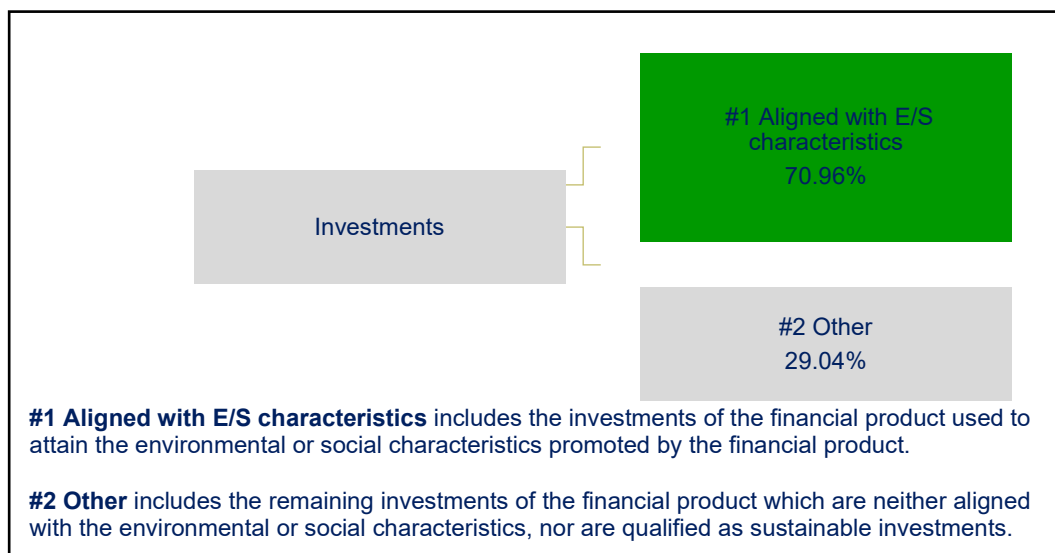 #1 Aligned with E/S
characteristics
70.96%
Investments
#2 Other
29.04%
#1 Aligned with E/S characteristics includes the investments of the financial product used to
attain the environmental or social characteristics promoted by the financial product.
#2 Other includes the remaining investments of the financial product which are neither aligned
with the environmental or social characteristics, nor are qualified as sustainable investments.